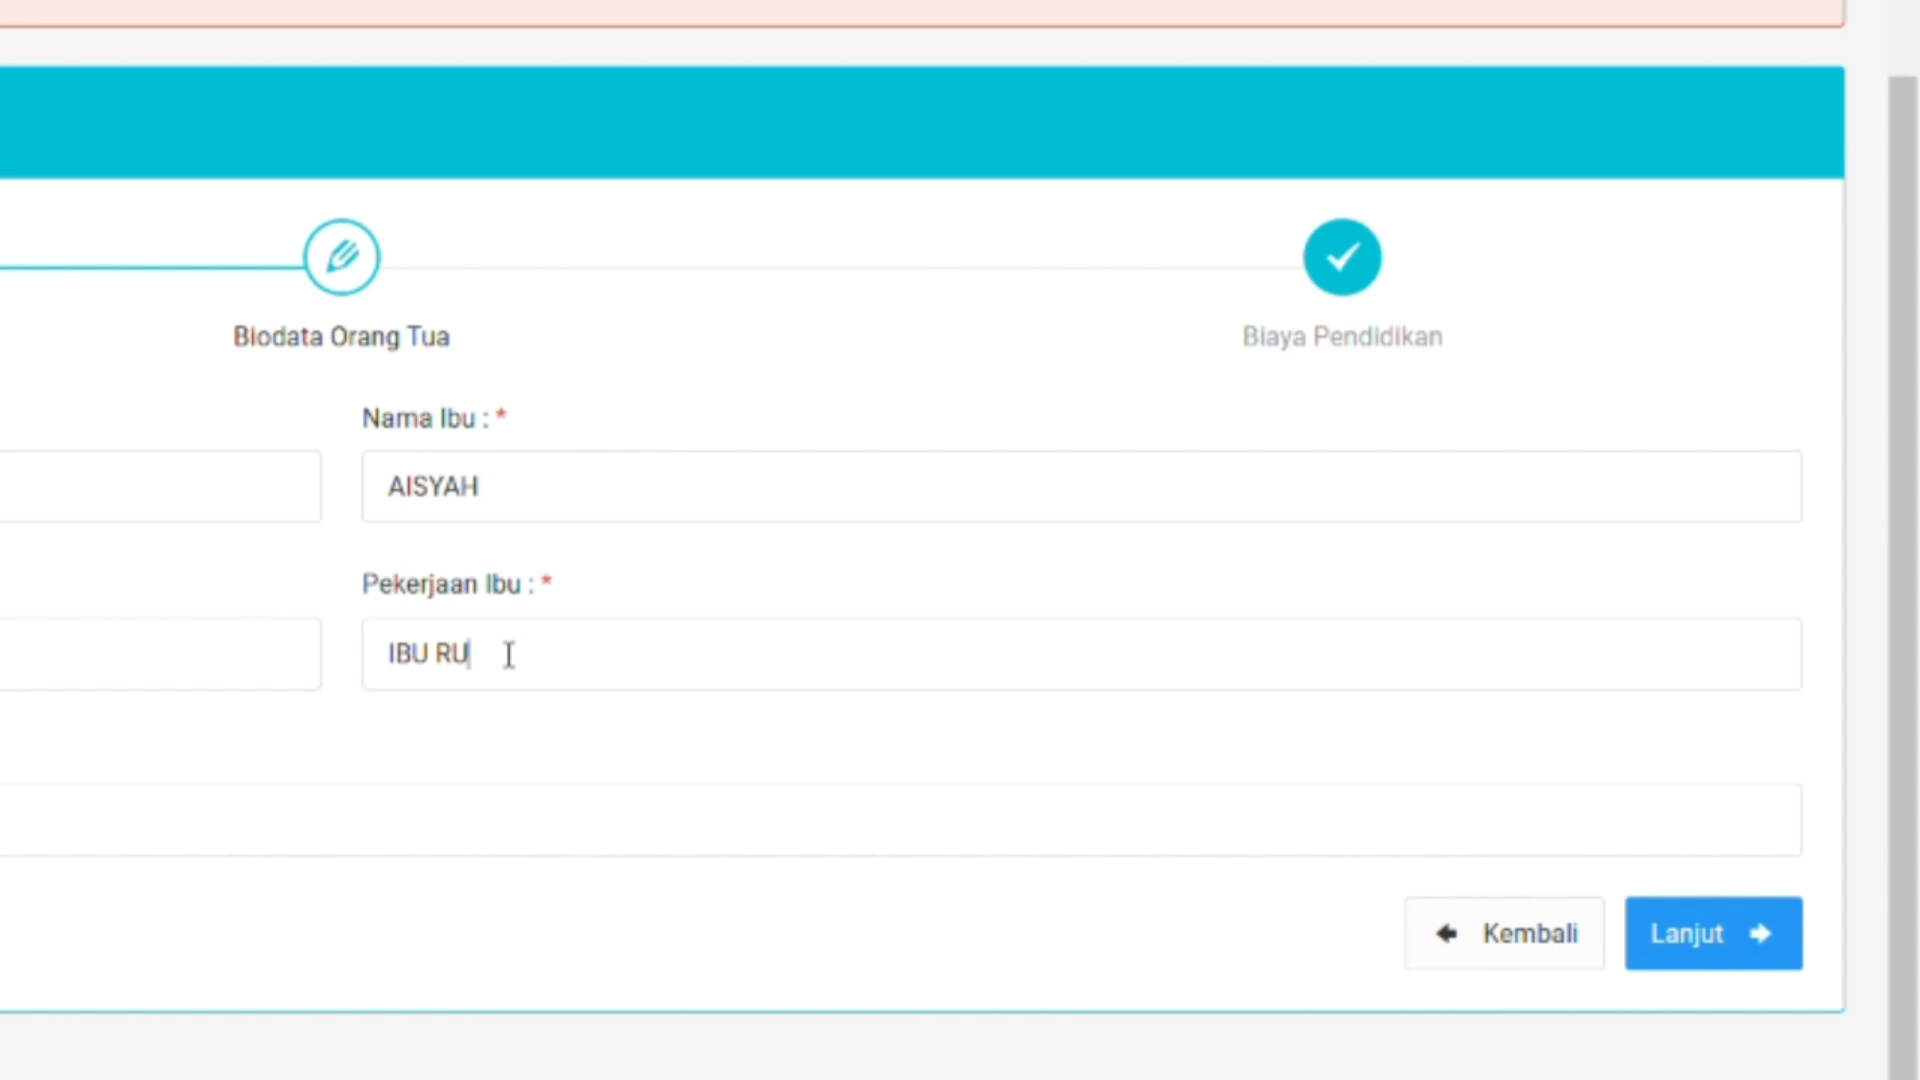 Biodata Orang Tua
Biaya Pendidikan
Nama Ibu : *
AISYAH
Pekerjaan Ibu : *
IBU RU
Kembali
Lanjut